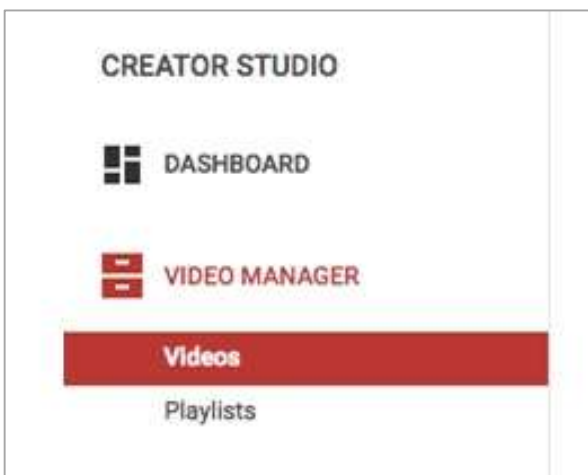 CREATOR STUDIO
DASHBOARD
VIDEO MANAGER
Videos
Playlists